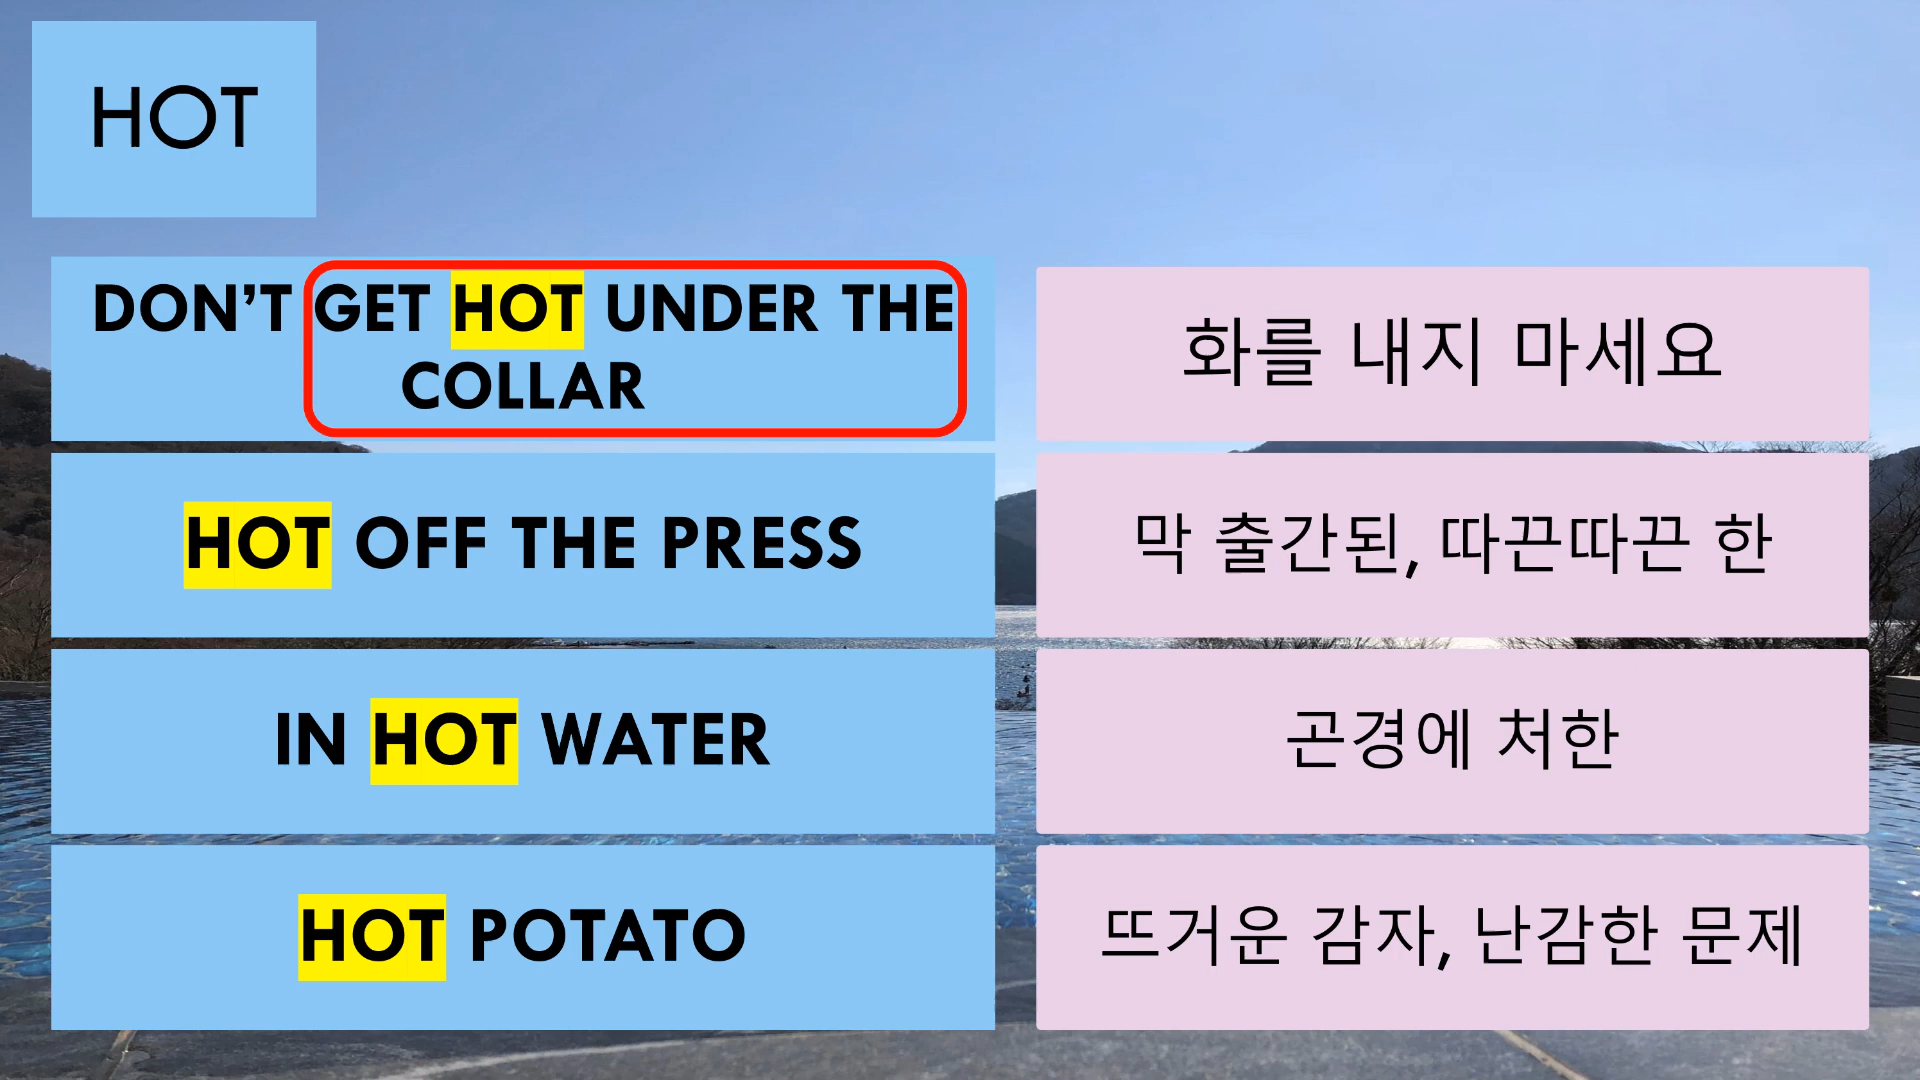 HOT
DON'T GET HOT UNDER THE
COLLAR
화를 내지 마세요
HOT OFF THE PRESS
막 출간된, 따끈따끈 한
IN HOT WATER
곤경에 처한
HOT POTATO
뜨거운 감자, 난감한 문제